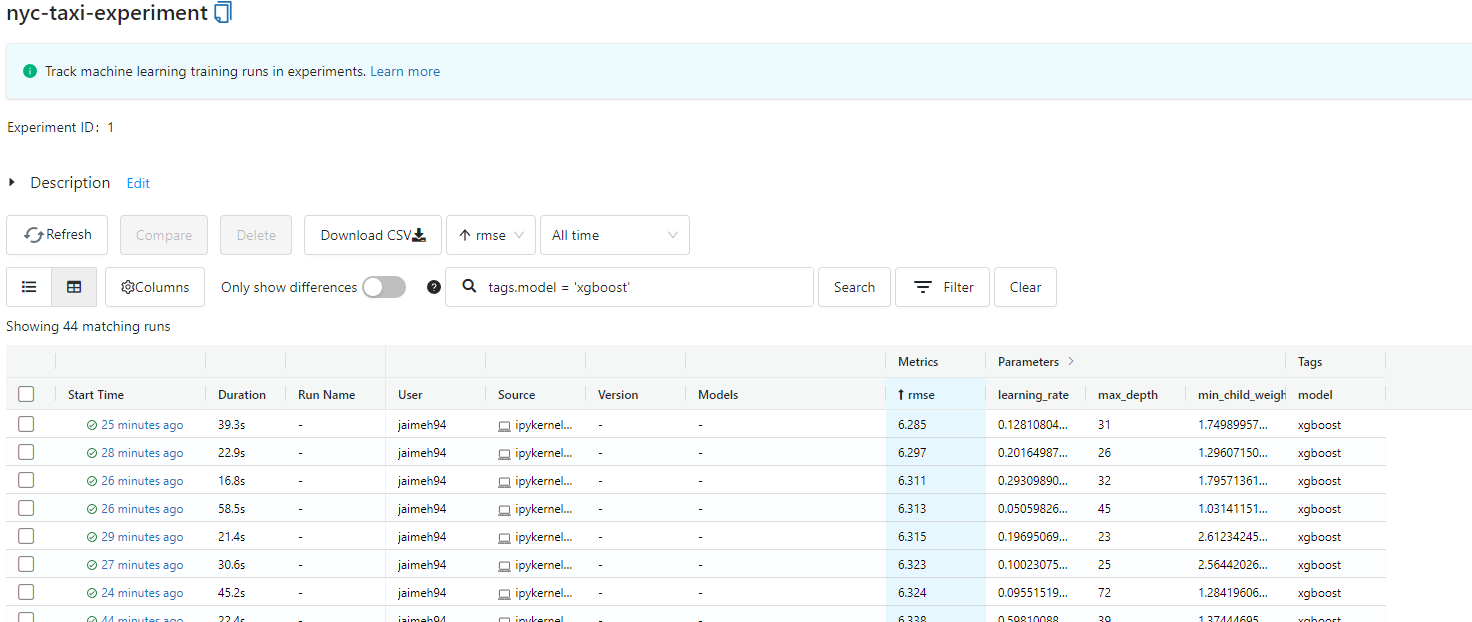 nyc-taxi-experiment
Track machine learning training runs in experiments. Learn more
Experiment ID: 1
Description Edit
Refresh Compare Delete Download CSV rmse All time
Columns Only show differences ? tags.model = 'xgboost' Search Filter Clear
Showing 44 matching runs
Metrics Parameters Tags
Start Time Duration Run Name User Source Version Models ↑ rmse learning_rate max_depth min_child_weigh model
25 minutes ago 39.3s - jaimeh94 ipykernel... - - 6.285 0.12810804... 31 1.74989957... xgboost
28 minutes ago 22.9s - jaimeh94 ipykernel... - - 6.297 0.20164987... 26 1.29607150... xgboost
26 minutes ago 16.8s - jaimeh94 ipykernel... - - 6.311 0.29309890... 32 1.79571361... xgboost
26 minutes ago 58.5s - jaimeh94 ipykernel... - - 6.313 0.05059826... 45 1.03141151... xgboost
29 minutes ago 21.4s - jaimeh94 ipykernel... - - 6.315 0.19695069... 23 2.61234245... xgboost
27 minutes ago 30.6s - jaimeh94 ipykernel... - - 6.323 0.10023075... 25 2.56442026... xgboost
24 minutes ago 45.2s - jaimeh94 ipykernel... - - 6.324 0.09551519... 72 1.28419606... xgboost
44 minutes ago 22.4s - jaimeh94 ipykernel... - - 6.338 0.59810088... 39 1.37444695... xgboost